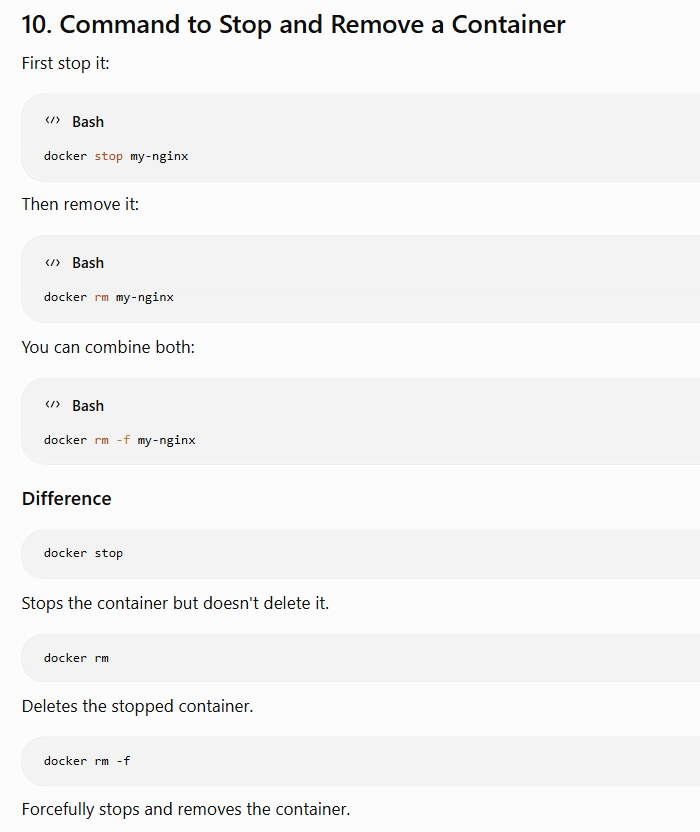 10. Command to Stop and Remove a Container
First stop it:
</> Bash
docker stop my-nginx
Then remove it:
</> Bash
docker rm my-nginx
You can combine both:
</> Bash
docker rm -f my-nginx
Difference
docker stop
Stops the container but doesn't delete it.
docker rm
Deletes the stopped container.
docker rm -f
Forcefully stops and removes the container.